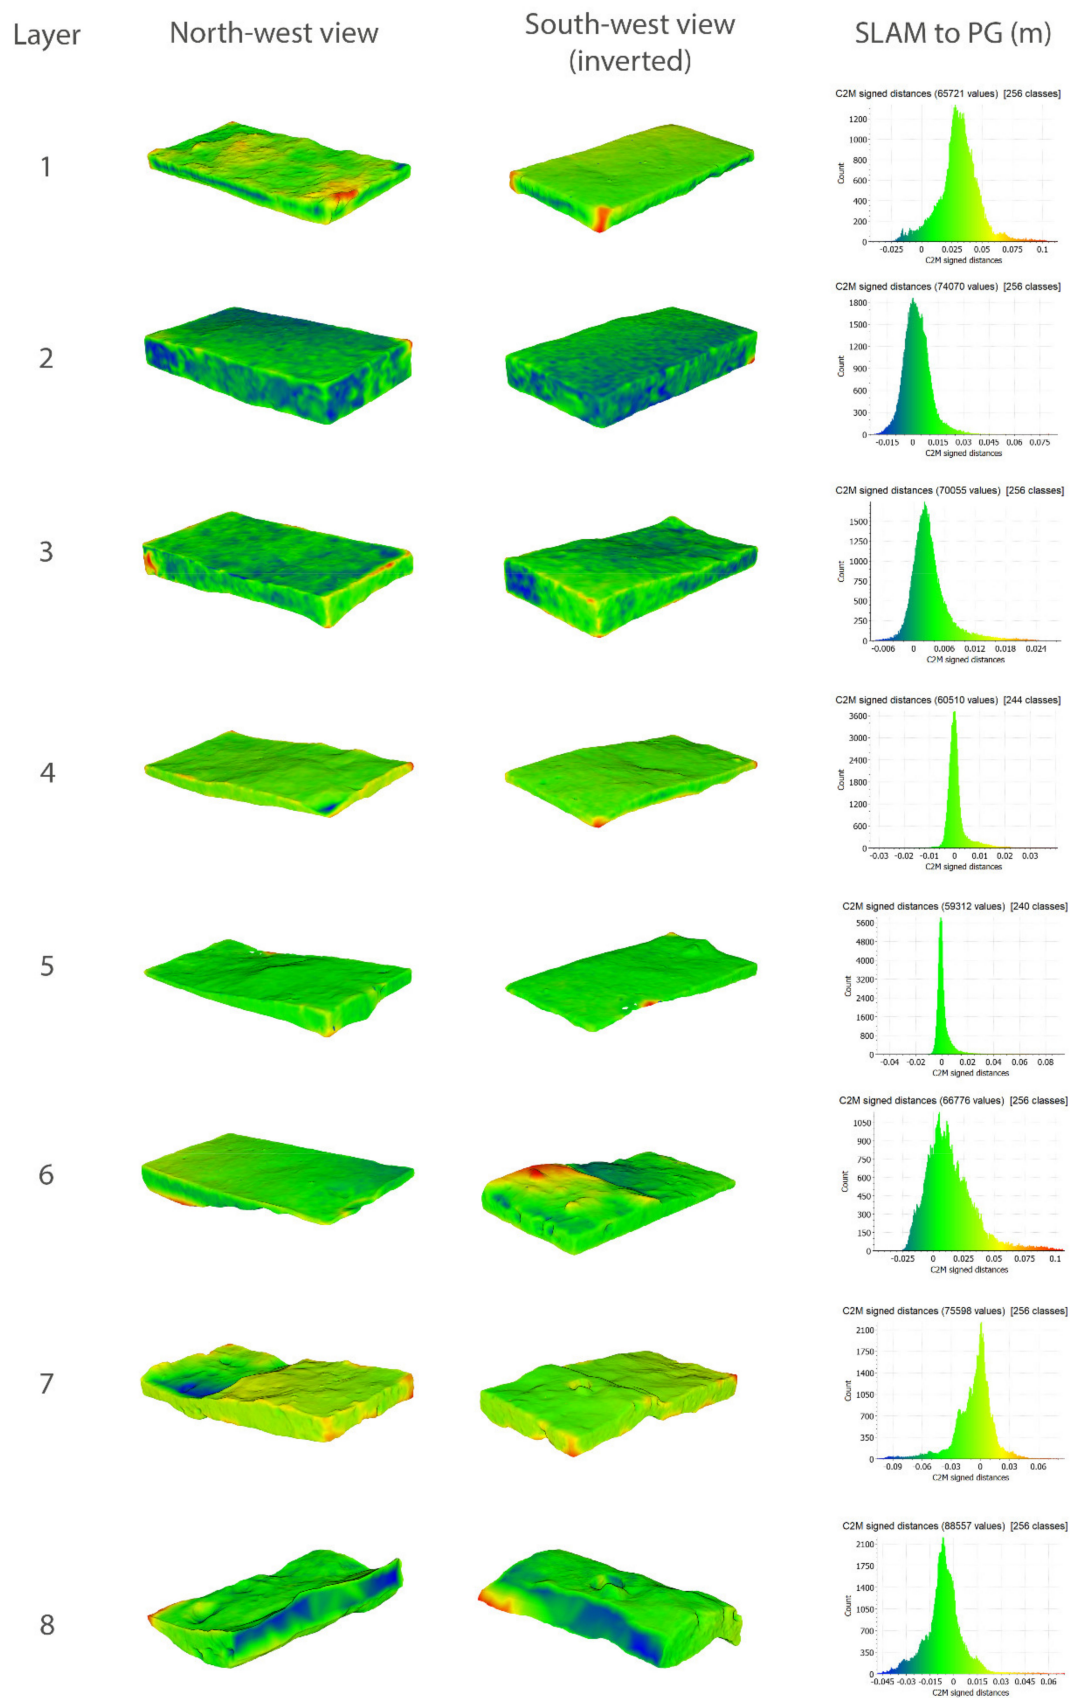 Layer
North-west view
South-west view
(inverted)
SLAM to PG (m)
1
C2M signed distances (65721 values) [256 classes]
1200
1000
800
600
400
200
0
Count
-0.025 0 0.025 0.05 0.075 0.1
C2M signed distances
2
C2M signed distances (74070 values) [256 classes]
1800
1500
1200
900
600
300
0
Count
-0.015 0 0.015 0.03 0.045 0.06 0.075
C2M signed distances
3
C2M signed distances (70055 values) [256 classes]
1500
1250
1000
750
500
250
0
Count
-0.006 0 0.006 0.012 0.018 0.024
C2M signed distances
4
C2M signed distances (60510 values) [244 classes]
3600
3000
2400
1800
1200
600
0
Count
-0.03 -0.02 -0.01 0 0.01 0.02 0.03
C2M signed distances
5
C2M signed distances (59312 values) [240 classes]
5600
4800
4000
3200
2400
1600
800
0
Count
-0.04 -0.02 0 0.02 0.04 0.06 0.08
C2M signed distances
6
C2M signed distances (66776 values) [256 classes]
1050
900
750
600
450
300
150
0
Count
-0.025 0 0.025 0.05 0.075 0.1
C2M signed distances
7
C2M signed distances (75598 values) [256 classes]
2100
1750
1400
1050
700
350
0
Count
-0.09 -0.06 -0.03 0 0.03 0.06
C2M signed distances
8
C2M signed distances (88557 values) [256 classes]
2100
1750
1400
1050
700
350
0
Count
-0.045 -0.03 -0.015 0 0.015 0.03 0.045 0.06
C2M signed distances